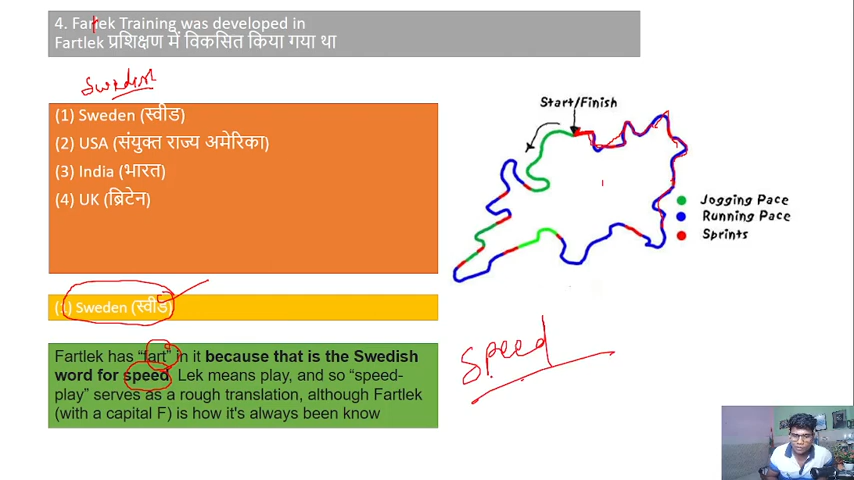 4. Fartlek Training was developed in
Fartlek प्रशिक्षण में विकसित किया गया था
Swedish
(1) Sweden (स्वीड)
(2) USA (संयुक्त राज्य अमेरिका)
(3) India (भारत)
(4) UK (ब्रिटेन)
Start/Finish
Jogging Pace
Running Pace
Sprints
(1) Sweden (स्वीड)
Fartlek has “fart” in it because that is the Swedish
word for speed. Lek means play, and so “speed-
play” serves as a rough translation, although Fartlek
(with a capital F) is how it's always been know
Speed